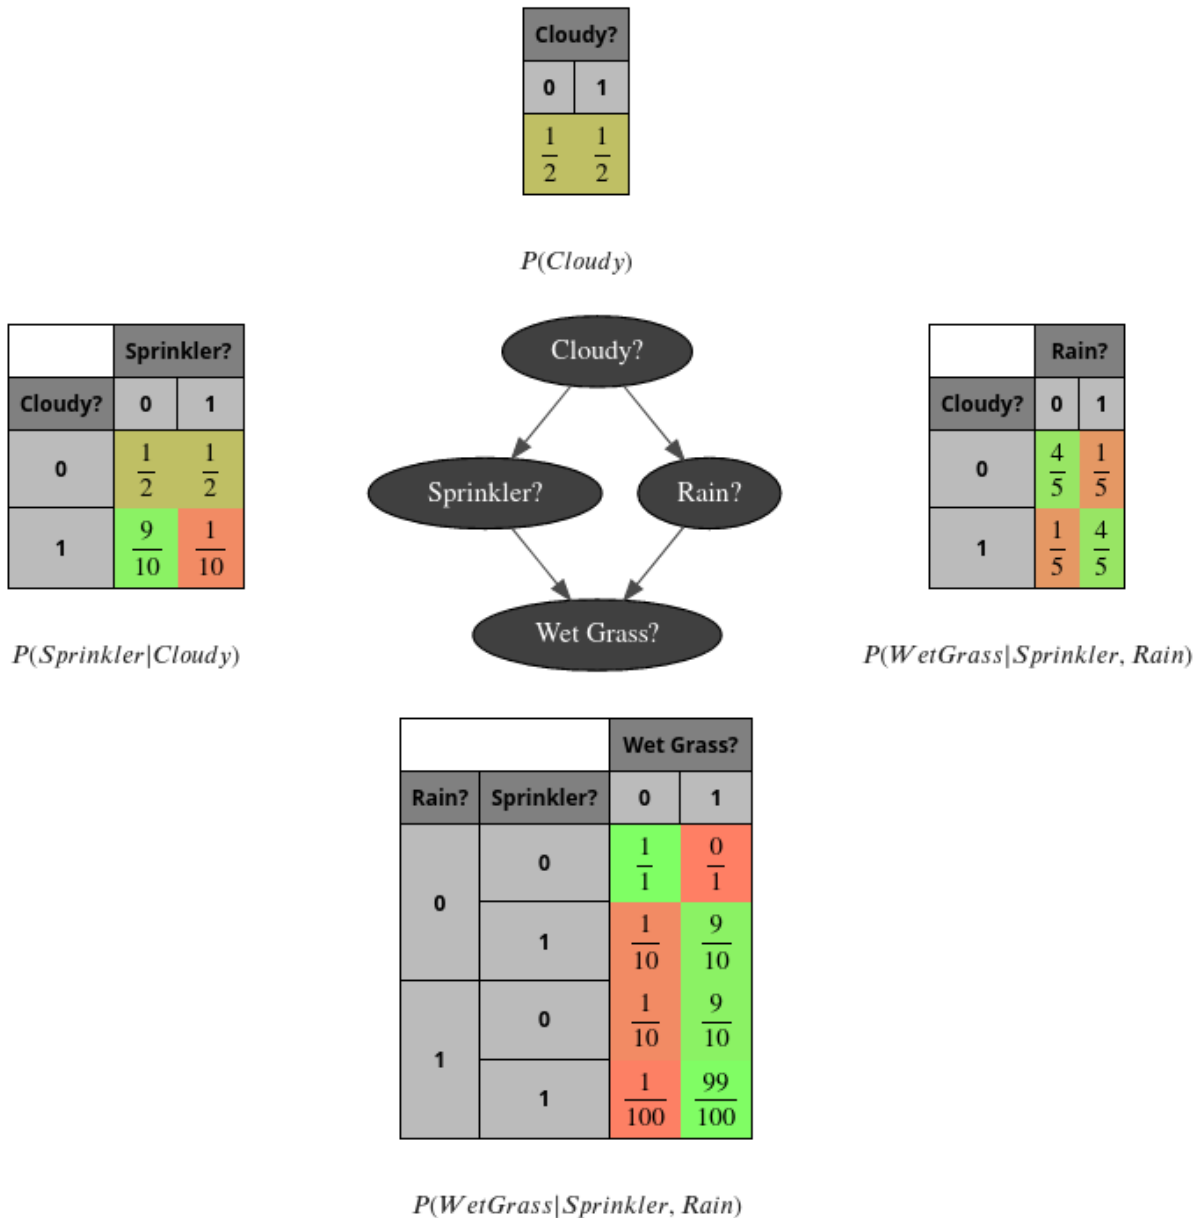 Cloudy?
0 1
1/2 1/2
P(Cloudy)
Sprinkler?
Cloudy? 0 1
0 1/2 1/2
1 9/10 1/10
P(Sprinkler|Cloudy)
Cloudy?
Sprinkler? Rain?
Wet Grass?
Rain?
Cloudy? 0 1
0 4/5 1/5
1 1/5 4/5
P(WetGrass|Sprinkler, Rain)
Wet Grass?
Rain? Sprinkler? 0 1
0 0 1/1 0/1
1 1/10 9/10
1 0 1/10 9/10
1 1/100 99/100
P(WetGrass|Sprinkler, Rain)